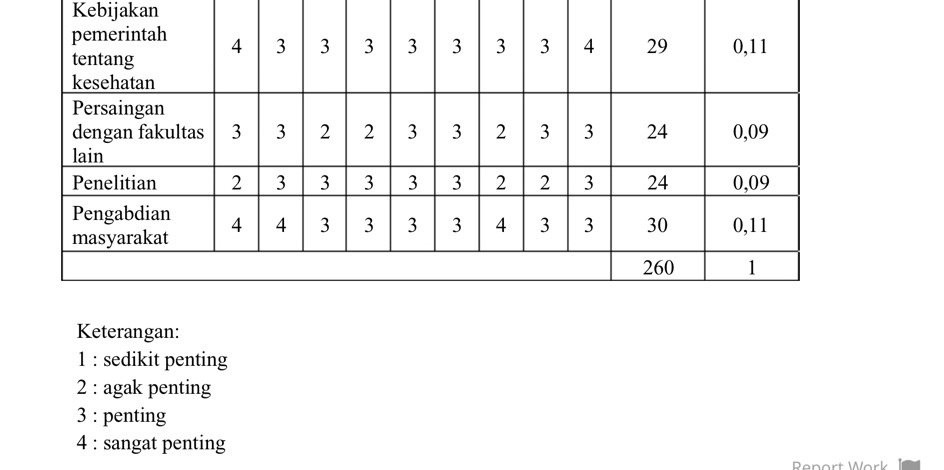 Kebijakan
pemerintah
tentang
kesehatan
4 3 3 3 3 3 3 3 4 29 0,11
Persaingan
dengan fakultas
lain
3 3 2 2 3 3 2 3 3 24 0,09
Penelitian 2 3 3 3 3 3 2 2 3 24 0,09
Pengabdian
masyarakat
4 4 3 3 3 3 4 3 3 30 0,11
260 1
Keterangan:
1 : sedikit penting
2 : agak penting
3 : penting
4 : sangat penting
Report Work